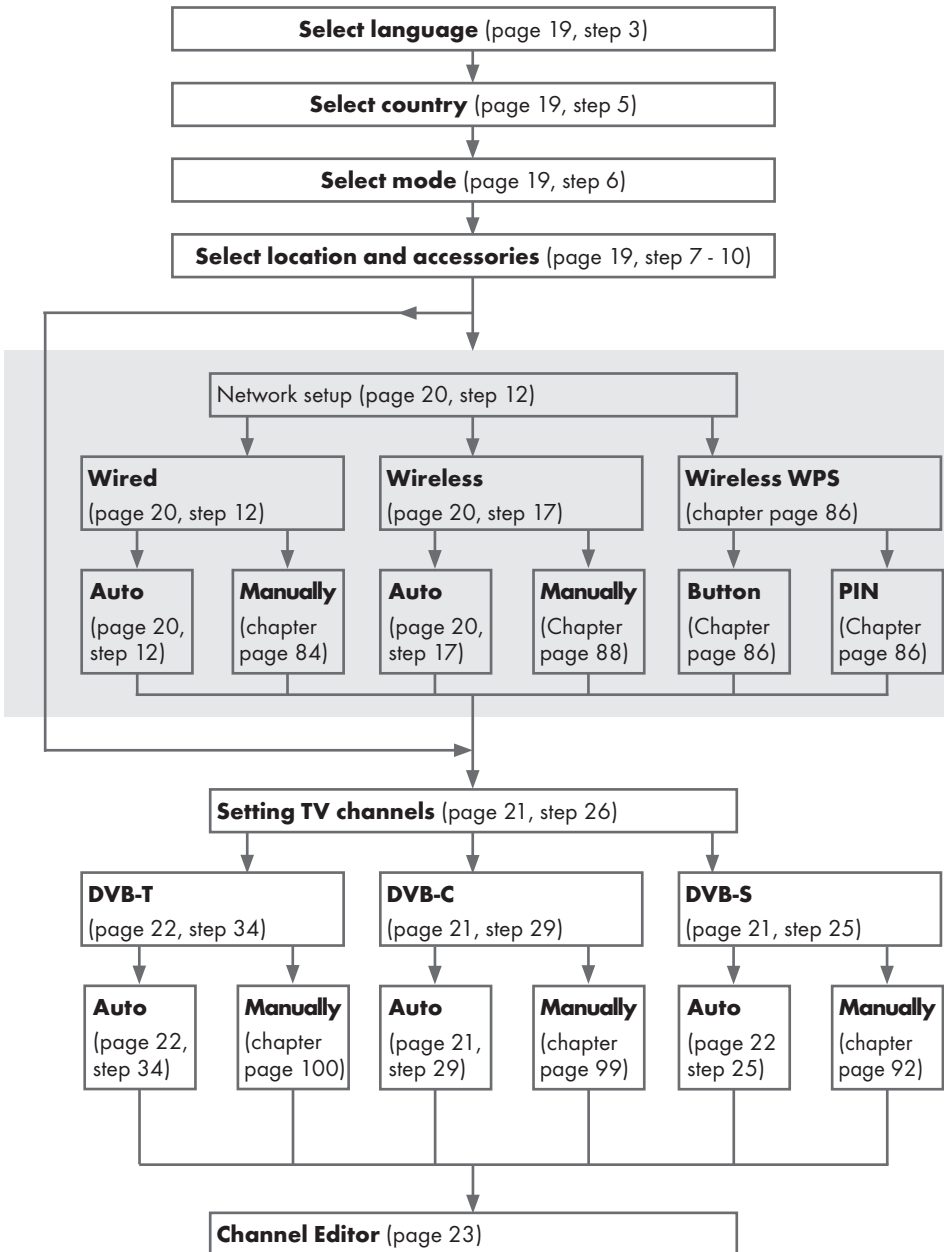 Select language (page 19, step 3)
Select country (page 19, step 5)
Select mode (page 19, step 6)
Select location and accessories (page 19, step 7 - 10)
Network setup (page 20, step 12)
Wired
(page 20, step 12)
Wireless
(page 20, step 17)
Wireless WPS
(chapter page 86)
Auto
(page 20,
step 12)
Manually
(chapter
page 84)
Auto
(page 20,
step 17)
Manually
(Chapter
page 88)
Button
(Chapter
page 86)
PIN
(Chapter
page 86)
Setting TV channels (page 21, step 26)
DVB-T
(page 22, step 34)
DVB-C
(page 21, step 29)
DVB-S
(page 21, step 25)
Auto
(page 22,
step 34)
Manually
(chapter
page 100)
Auto
(page 21,
step 29)
Manually
(chapter
page 99)
Auto
(page 22
step 25)
Manually
(chapter
page 92)
Channel Editor (page 23)